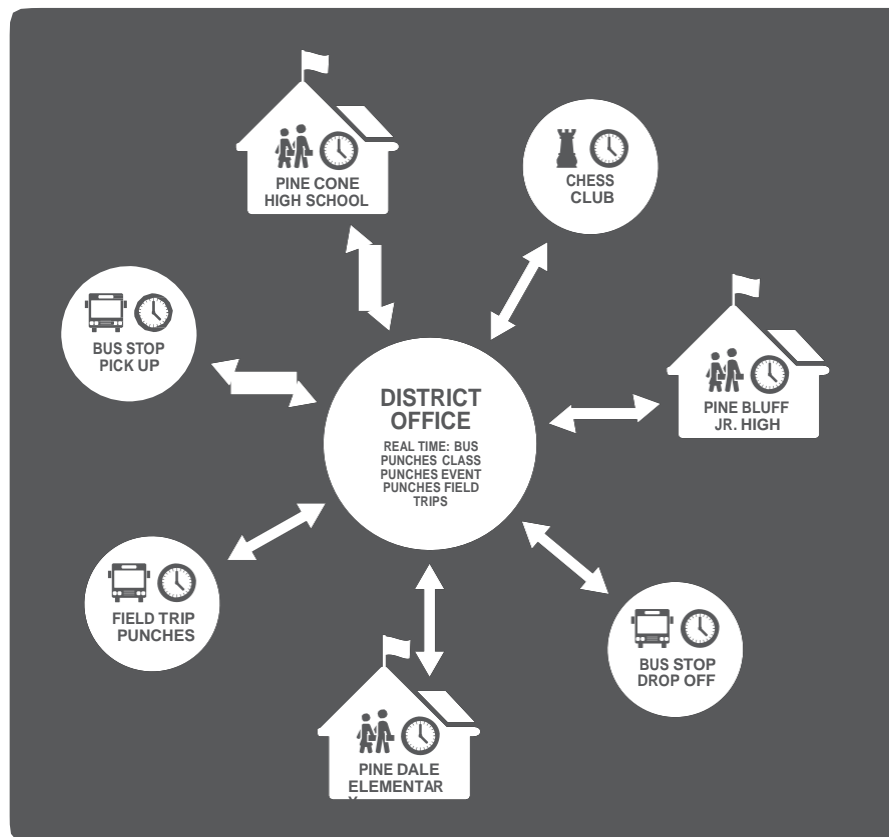 PINE CONE
HIGH SCHOOL
CHESS
CLUB
BUS STOP
PICK UP
DISTRICT
OFFICE
REAL TIME: BUS
PUNCHES CLASS
PUNCHES EVENT
PUNCHES FIELD
TRIPS
PINE BLUFF
JR. HIGH
FIELD TRIP
PUNCHES
BUS STOP
DROP OFF
PINE DALE
ELEMENTAR
Y